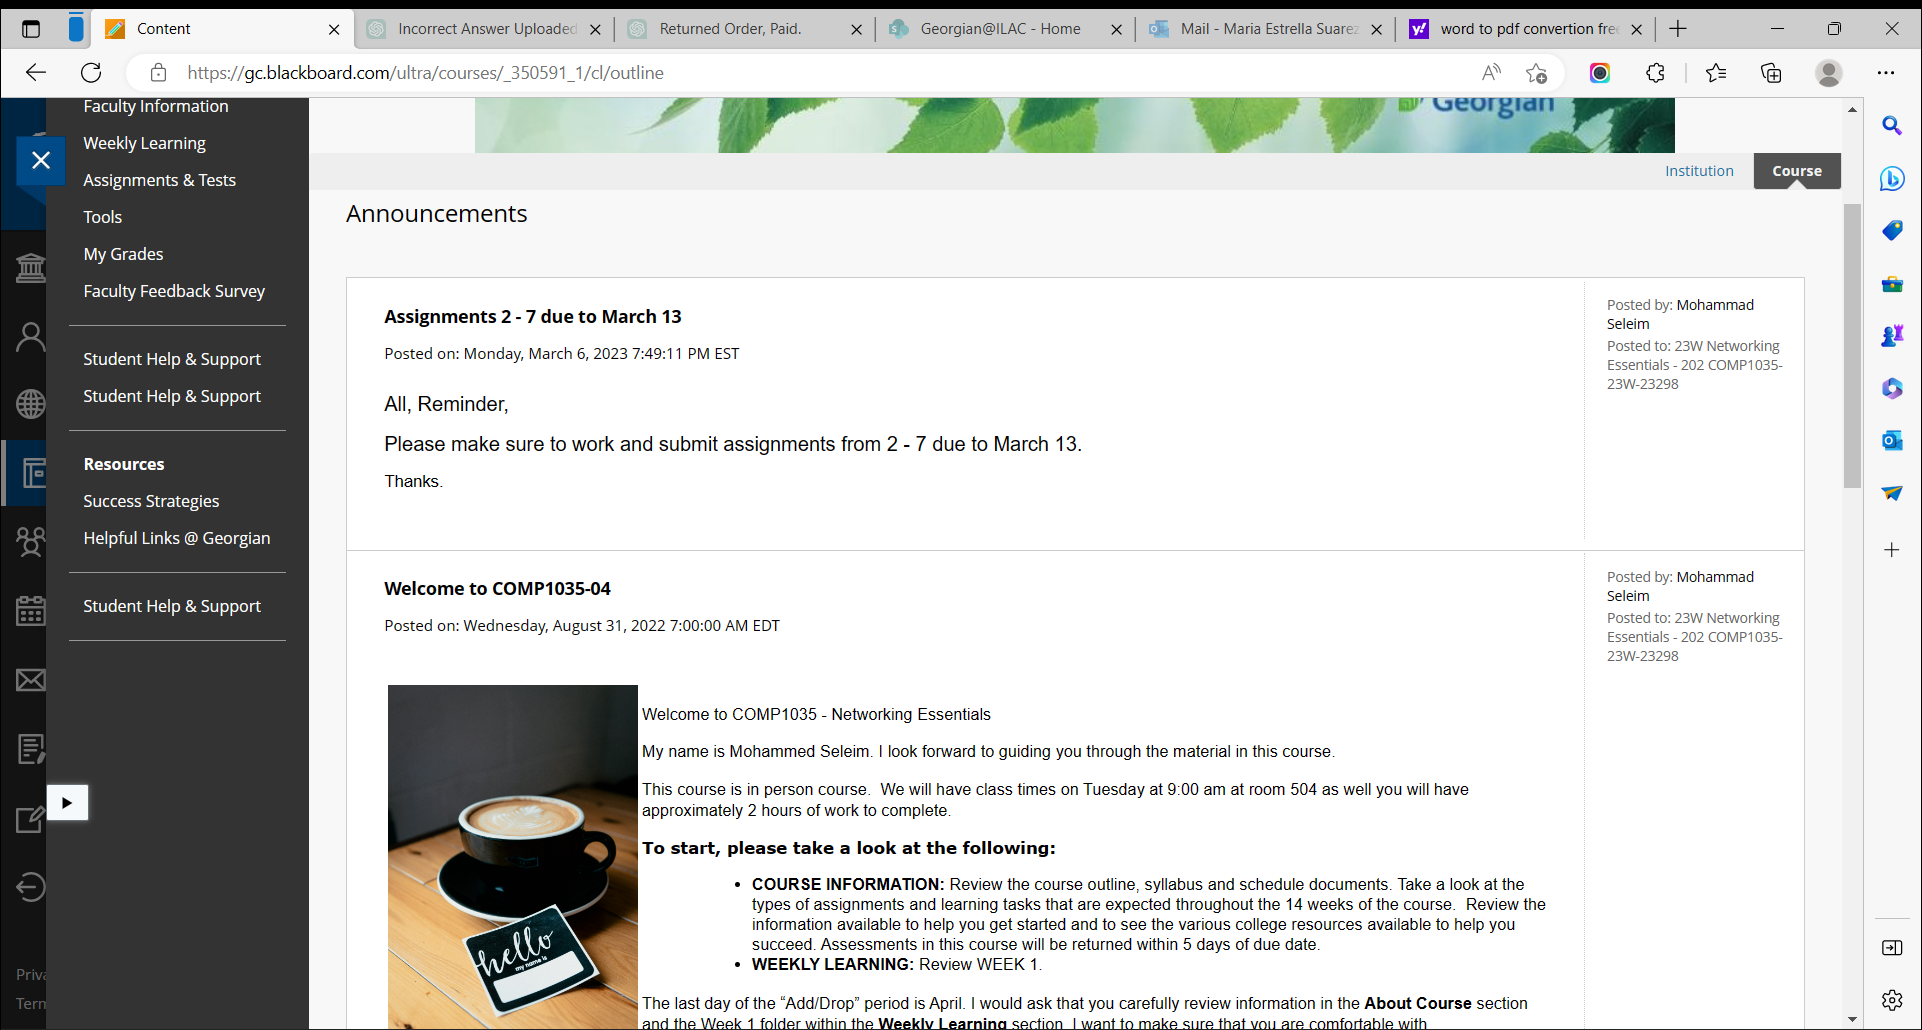 Content
Incorrect Answer Uploaded
Returned Order, Paid.
Georgian@ILAC - Home
Mail - Maria Estrella Suarez
word to pdf convertion free
https://gc.blackboard.com/ultra/courses/_350591_1/cl/outline
Faculty Information
Weekly Learning
Assignments & Tests
Tools
My Grades
Faculty Feedback Survey
Student Help & Support
Student Help & Support
Resources
Success Strategies
Helpful Links @ Georgian
Student Help & Support
Priva
Term
Georgian
Institution
Course
Announcements
Assignments 2 - 7 due to March 13
Posted on: Monday, March 6, 2023 7:49:11 PM EST
All, Reminder,
Please make sure to work and submit assignments from 2 - 7 due to March 13.
Thanks.
Posted by: Mohammad
Seleim
Posted to: 23W Networking
Essentials - 202 COMP1035-
23W-23298
Welcome to COMP1035-04
Posted on: Wednesday, August 31, 2022 7:00:00 AM EDT
Posted by: Mohammad
Seleim
Posted to: 23W Networking
Essentials - 202 COMP1035-
23W-23298
hello
my name is
Welcome to COMP1035 - Networking Essentials
My name is Mohammed Seleim. I look forward to guiding you through the material in this course.
This course is in person course.  We will have class times on Tuesday at 9:00 am at room 504 as well you will have
approximately 2 hours of work to complete.
To start, please take a look at the following:
• COURSE INFORMATION: Review the course outline, syllabus and schedule documents. Take a look at the
types of assignments and learning tasks that are expected throughout the 14 weeks of the course.  Review the
information available to help you get started and to see the various college resources available to help you
succeed. Assessments in this course will be returned within 5 days of due date.
• WEEKLY LEARNING: Review WEEK 1.
The last day of the “Add/Drop” period is April. I would ask that you carefully review information in the About Course section
and the Week 1 folder within the Weekly Learning section. I want to make sure that you are comfortable with